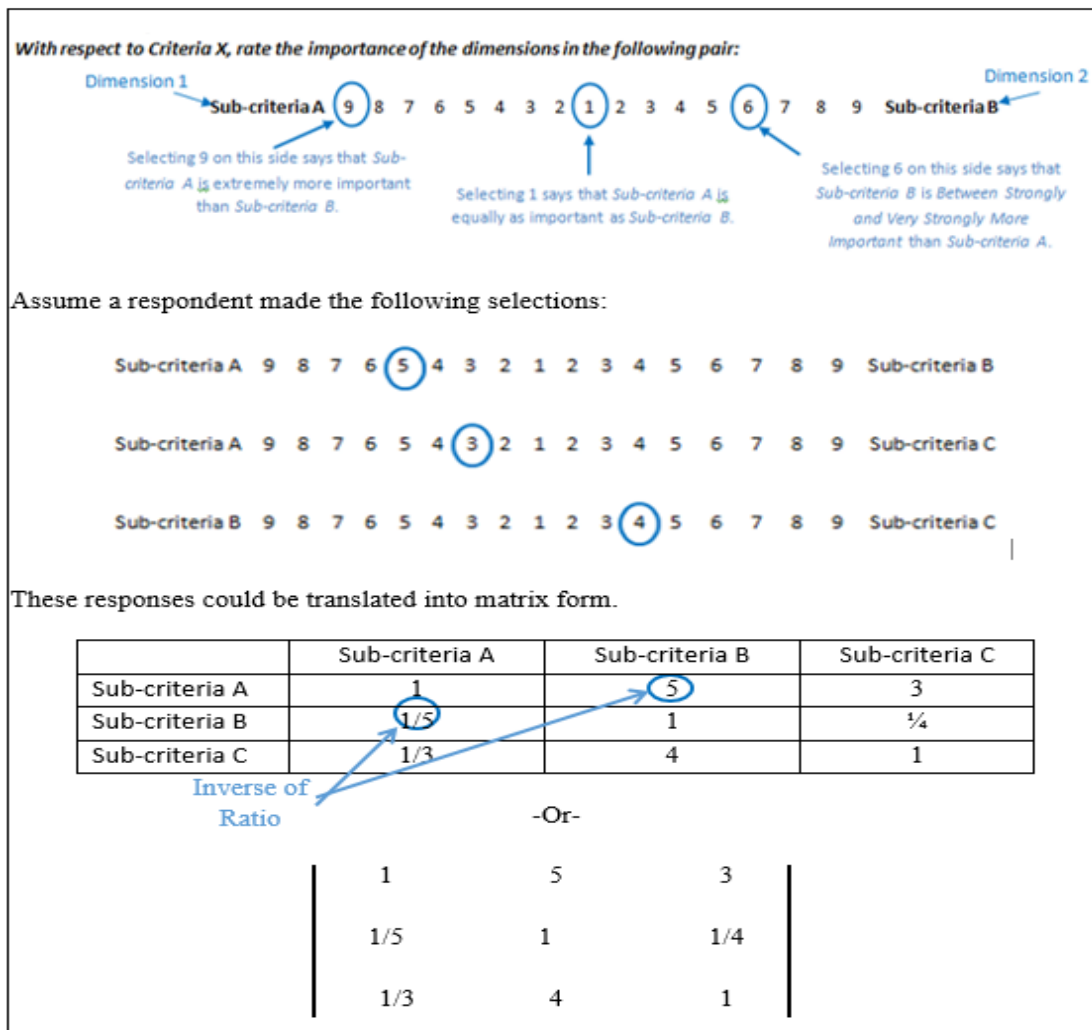 With respect to Criteria X, rate the importance of the dimensions in the following pair:
Dimension 1
Dimension 2
Sub-criteria A 9 8 7 6 5 4 3 2 1 2 3 4 5 6 7 8 9 Sub-criteria B
Selecting 9 on this side says that Sub-
criteria A is extremely more important
than Sub-criteria B.
Selecting 1 says that Sub-criteria A is
equally as important as Sub-criteria B.
Selecting 6 on this side says that
Sub-criteria B is Between Strongly
and Very Strongly More
Important than Sub-criteria A.
Assume a respondent made the following selections:
Sub-criteria A 9 8 7 6 5 4 3 2 1 2 3 4 5 6 7 8 9 Sub-criteria B
Sub-criteria A 9 8 7 6 5 4 3 2 1 2 3 4 5 6 7 8 9 Sub-criteria C
Sub-criteria B 9 8 7 6 5 4 3 2 1 2 3 4 5 6 7 8 9 Sub-criteria C
These responses could be translated into matrix form.
Sub-criteria A Sub-criteria B Sub-criteria C
Sub-criteria A 1 5 3
Sub-criteria B 1/5 1 ¼
Sub-criteria C 1/3 4 1
Inverse of
Ratio
-Or-
1 5 3
1/5 1 1/4
1/3 4 1